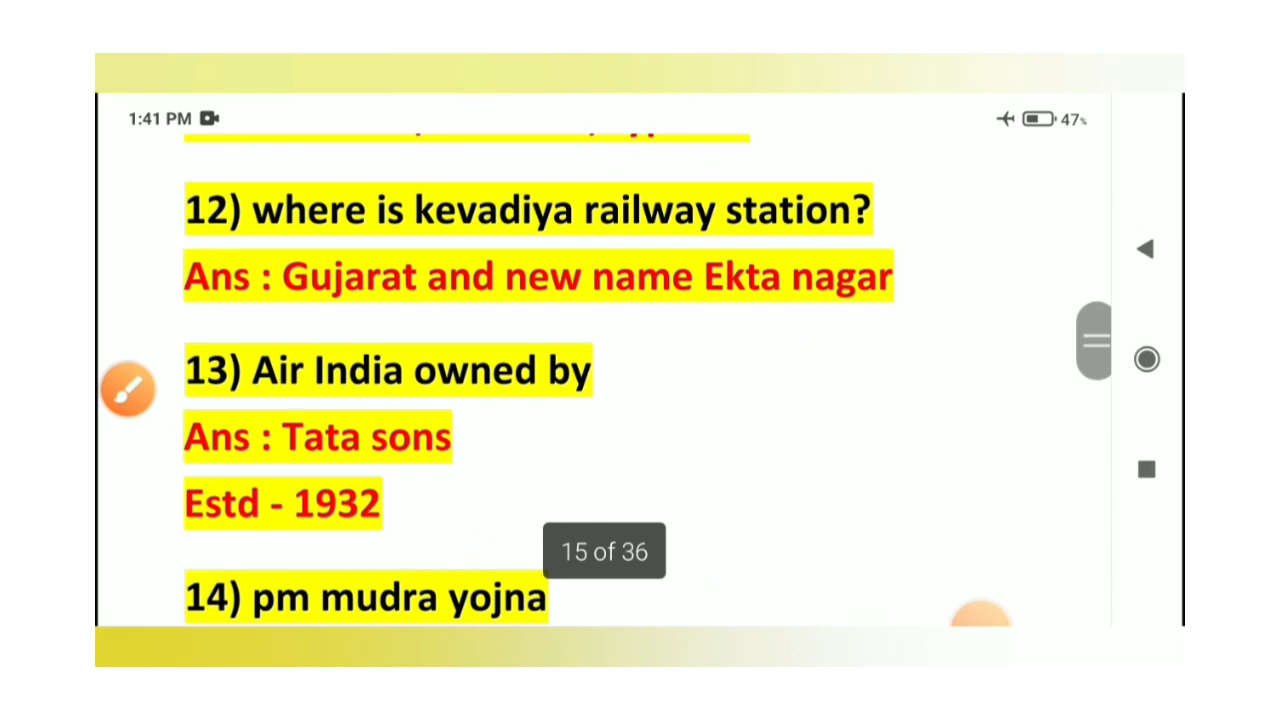 1:41 PM
47%
12) where is kevadiya railway station?
Ans : Gujarat and new name Ekta nagar
13) Air India owned by
Ans : Tata sons
Estd - 1932
15 of 36
14) pm mudra yojna